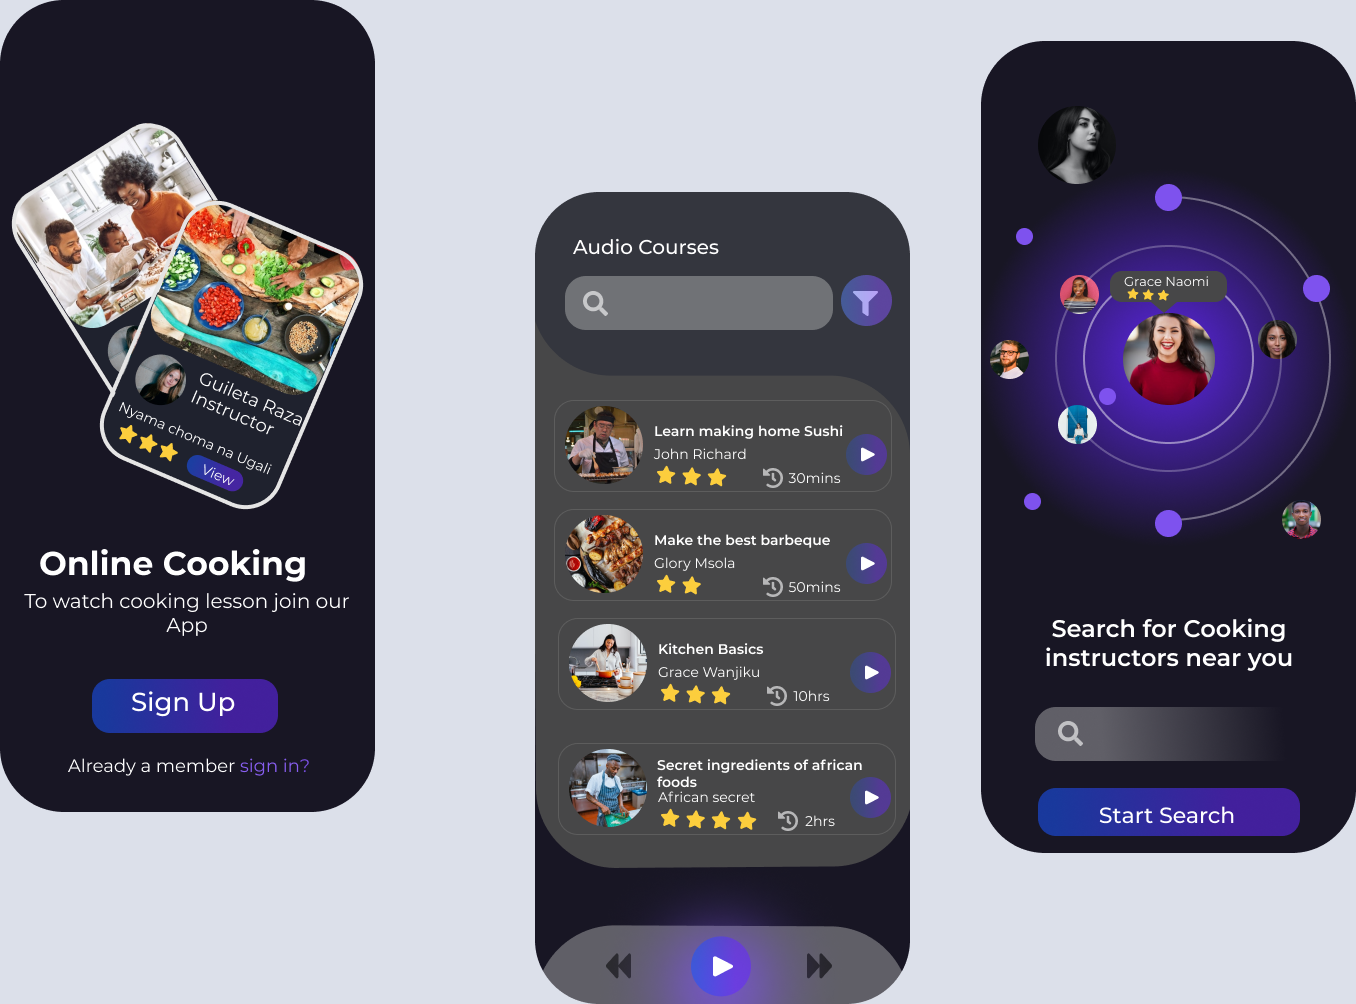 Guileta Raza
Instructor
Nyama choma na Ugali
View
Online Cooking
To watch cooking lesson join our
App
Sign Up
Already a member sign in?
Audio Courses
Learn making home Sushi
John Richard
30mins
Make the best barbeque
Glory Msola
50mins
Kitchen Basics
Grace Wanjiku
10hrs
Secret ingredients of african
foods
African secret
2hrs
Grace Naomi
Search for Cooking
instructors near you
Start Search